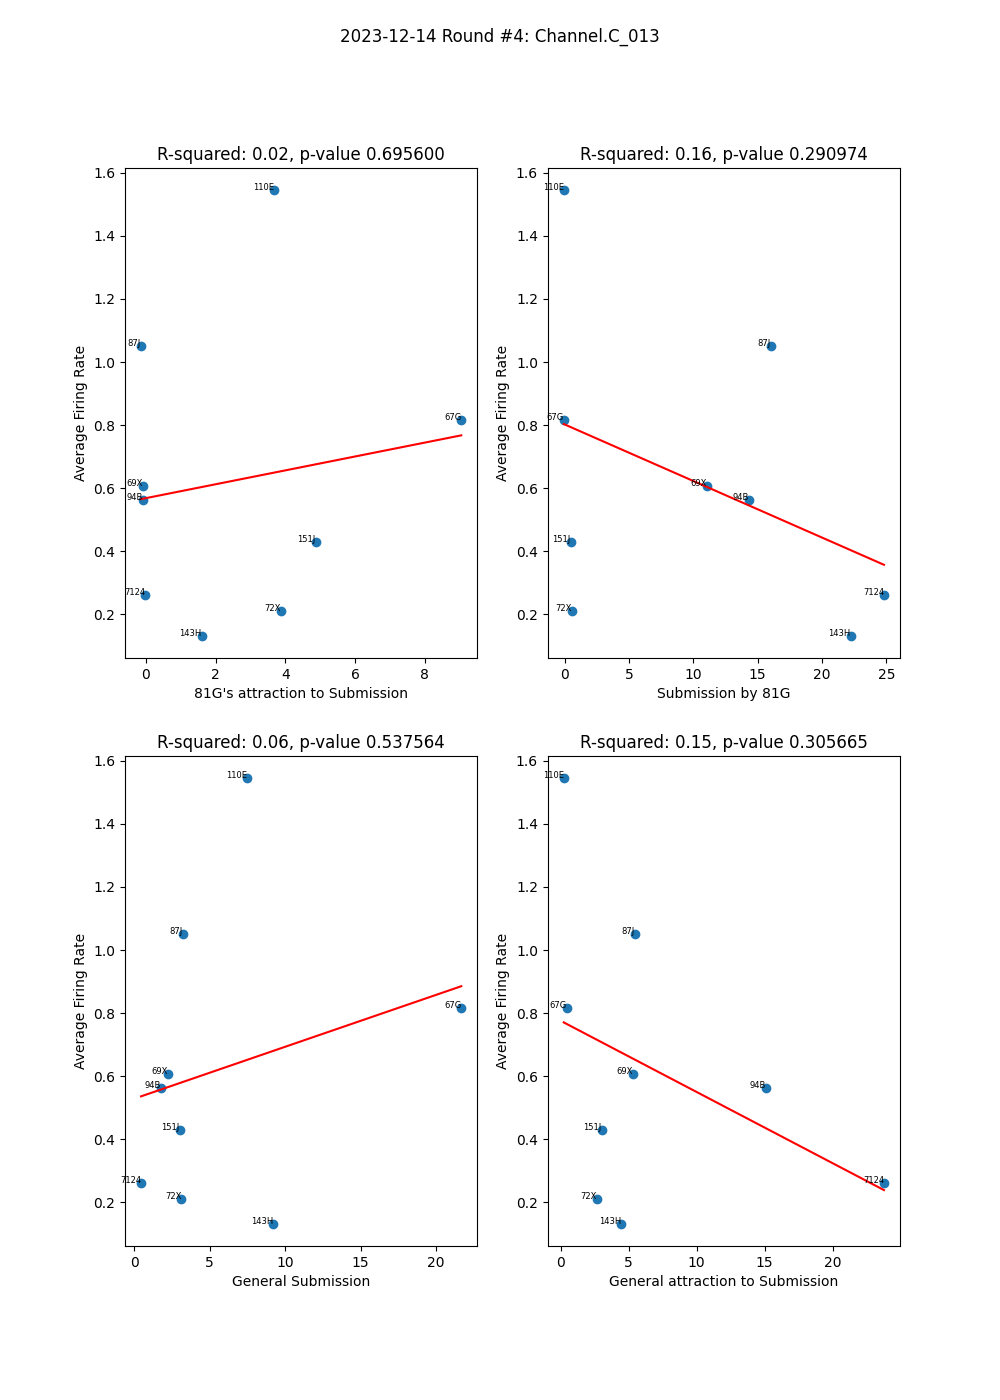 2023-12-14 Round #4: Channel.C_013
R-squared: 0.02, p-value 0.695600
1.6
1.4
1.2
1.0
0.8
0.6
0.4
0.2
Average Firing Rate
110E
87J
67G
69X
94B
151J
7124
72X
143H
0 2 4 6 8
81G's attraction to Submission
R-squared: 0.16, p-value 0.290974
1.6
1.4
1.2
1.0
0.8
0.6
0.4
0.2
Average Firing Rate
110E
87J
67G
69X
94B
151J
7124
72X
143H
0 5 10 15 20 25
Submission by 81G
R-squared: 0.06, p-value 0.537564
1.6
1.4
1.2
1.0
0.8
0.6
0.4
0.2
Average Firing Rate
110E
87J
67G
69X
94B
151J
7124
72X
143H
0 5 10 15 20
General Submission
R-squared: 0.15, p-value 0.305665
1.6
1.4
1.2
1.0
0.8
0.6
0.4
0.2
Average Firing Rate
110E
87J
67G
69X
94B
151J
7124
72X
143H
0 5 10 15 20
General attraction to Submission